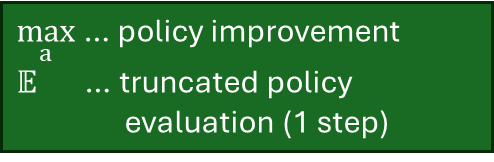 max ... policy improvement
a
𝔼 ... truncated policy
evaluation (1 step)